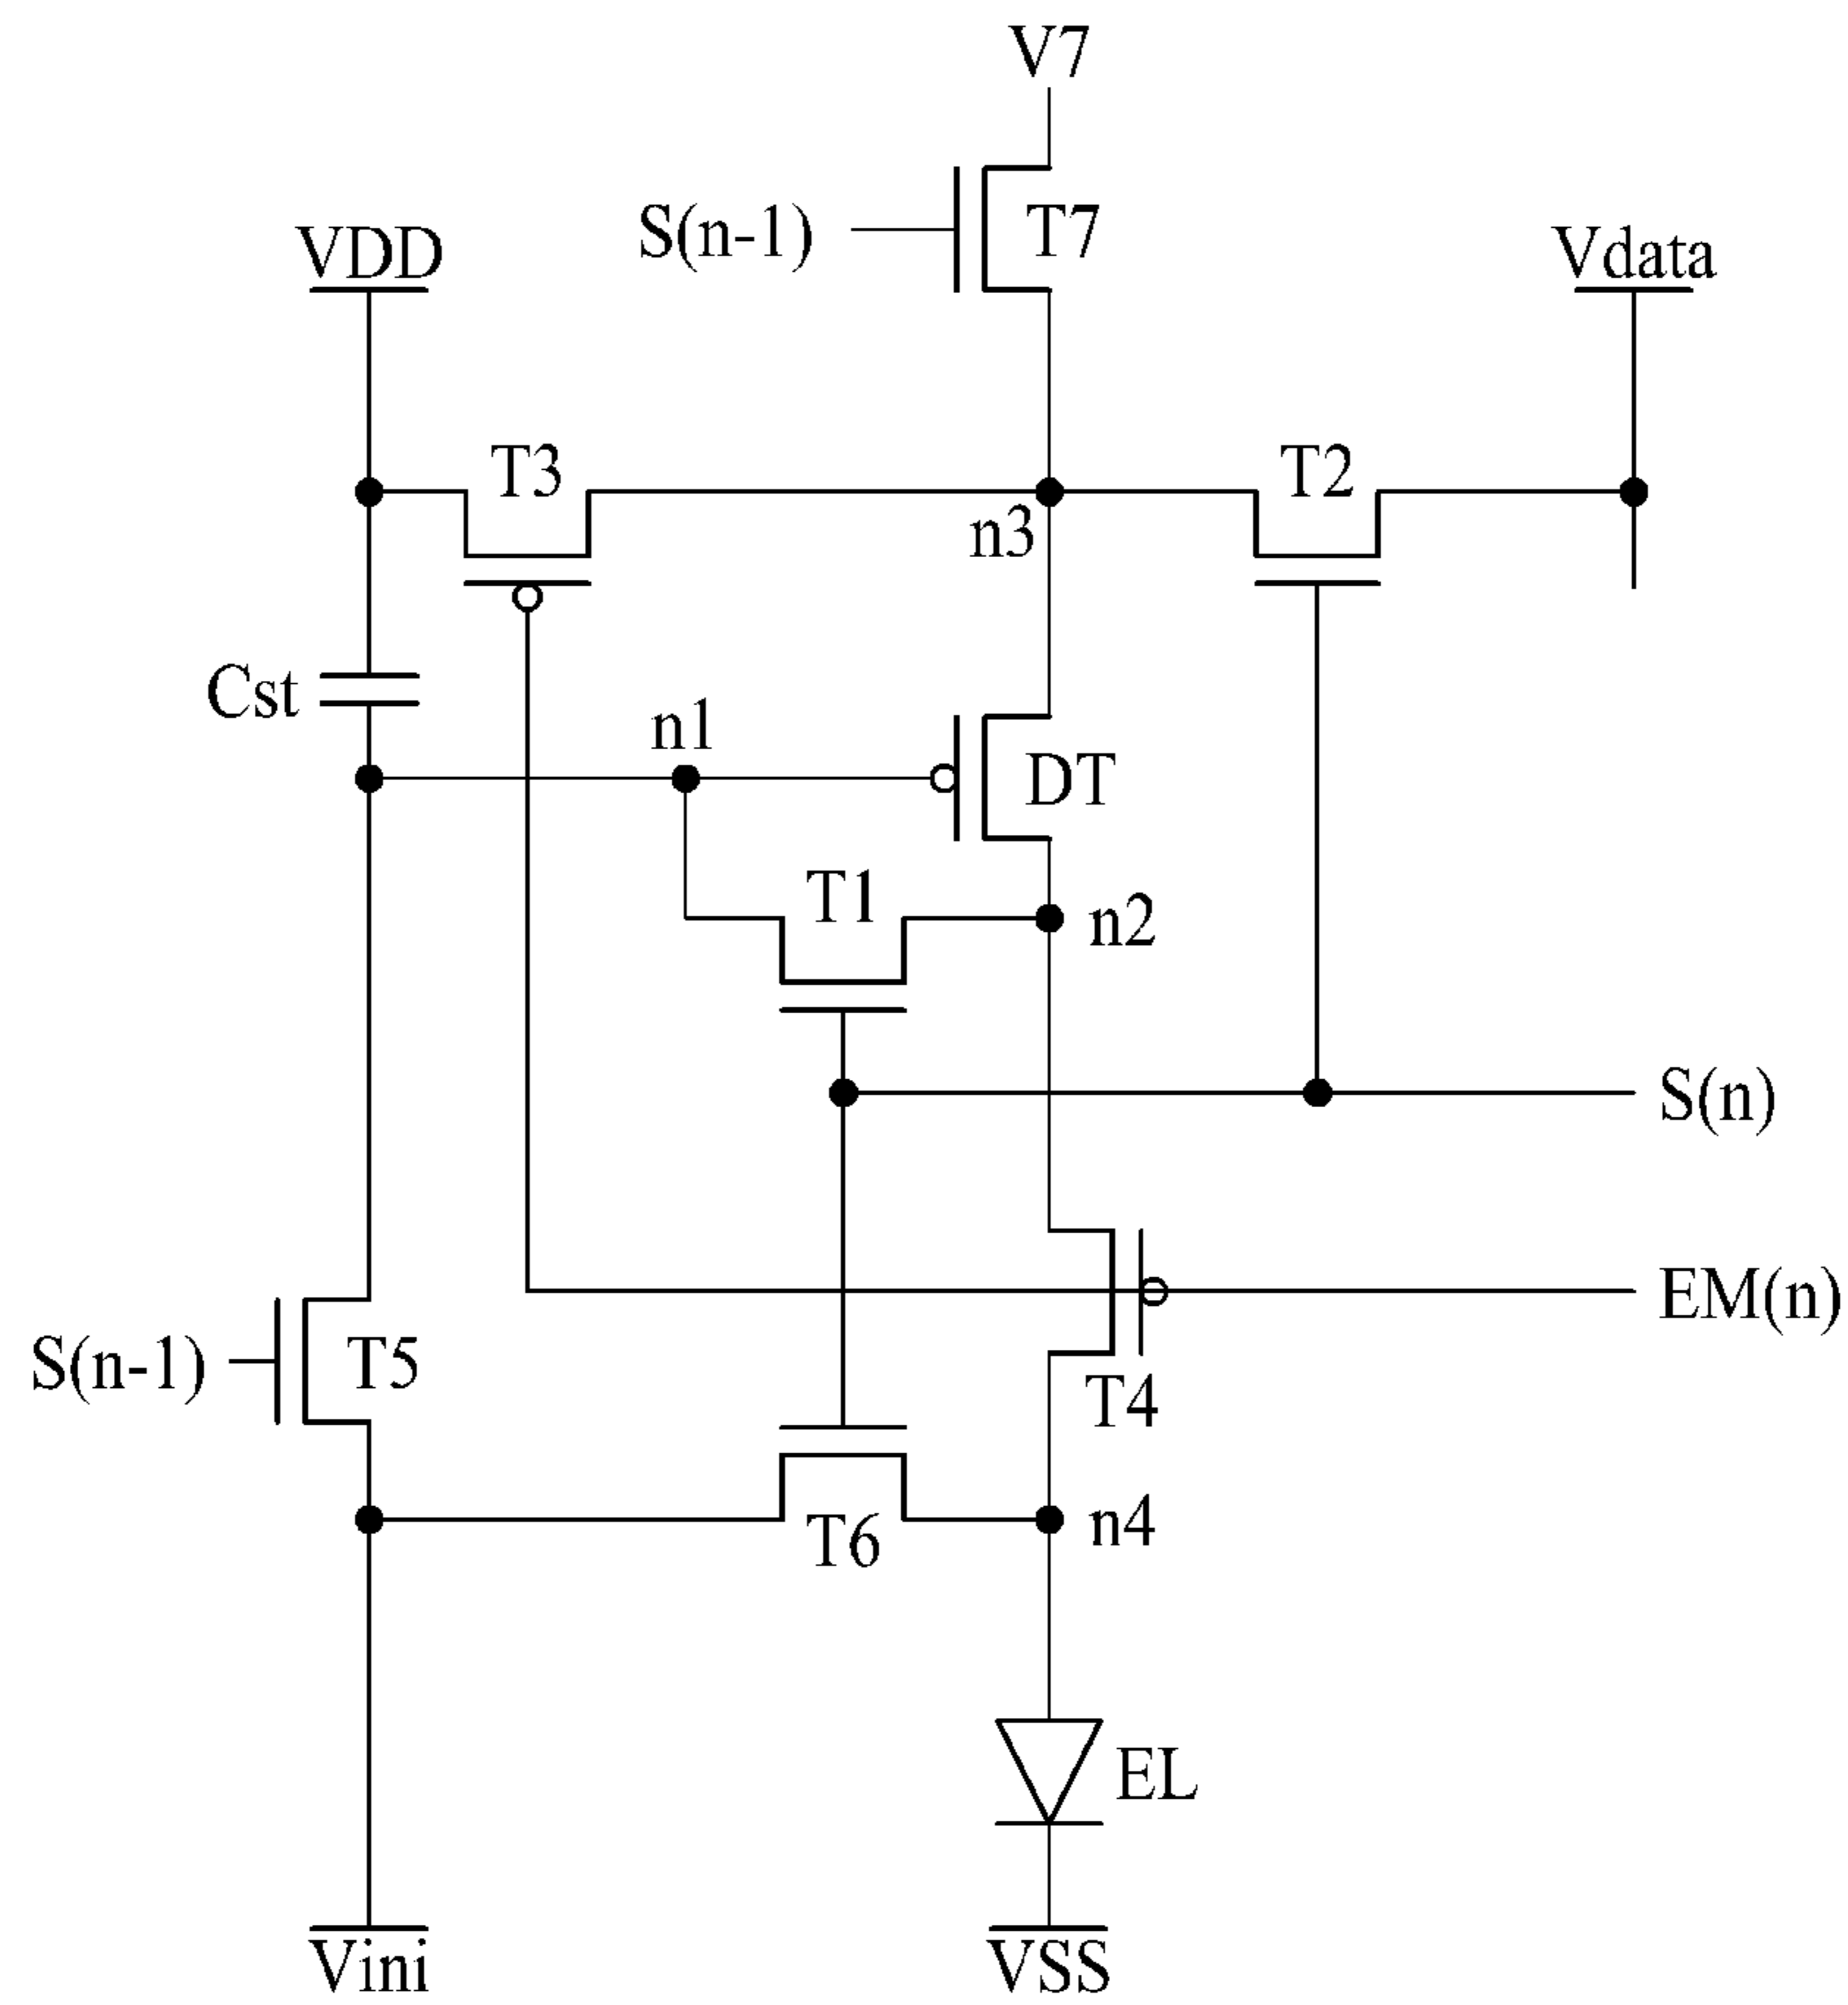 V7
S(n-1)
T7
VDD
Vdata
T3
T2
n3
Cst
n1
DT
T1
n2
S(n)
EM(n)
S(n-1)
T5
T4
T6
n4
EL
Vini
VSS